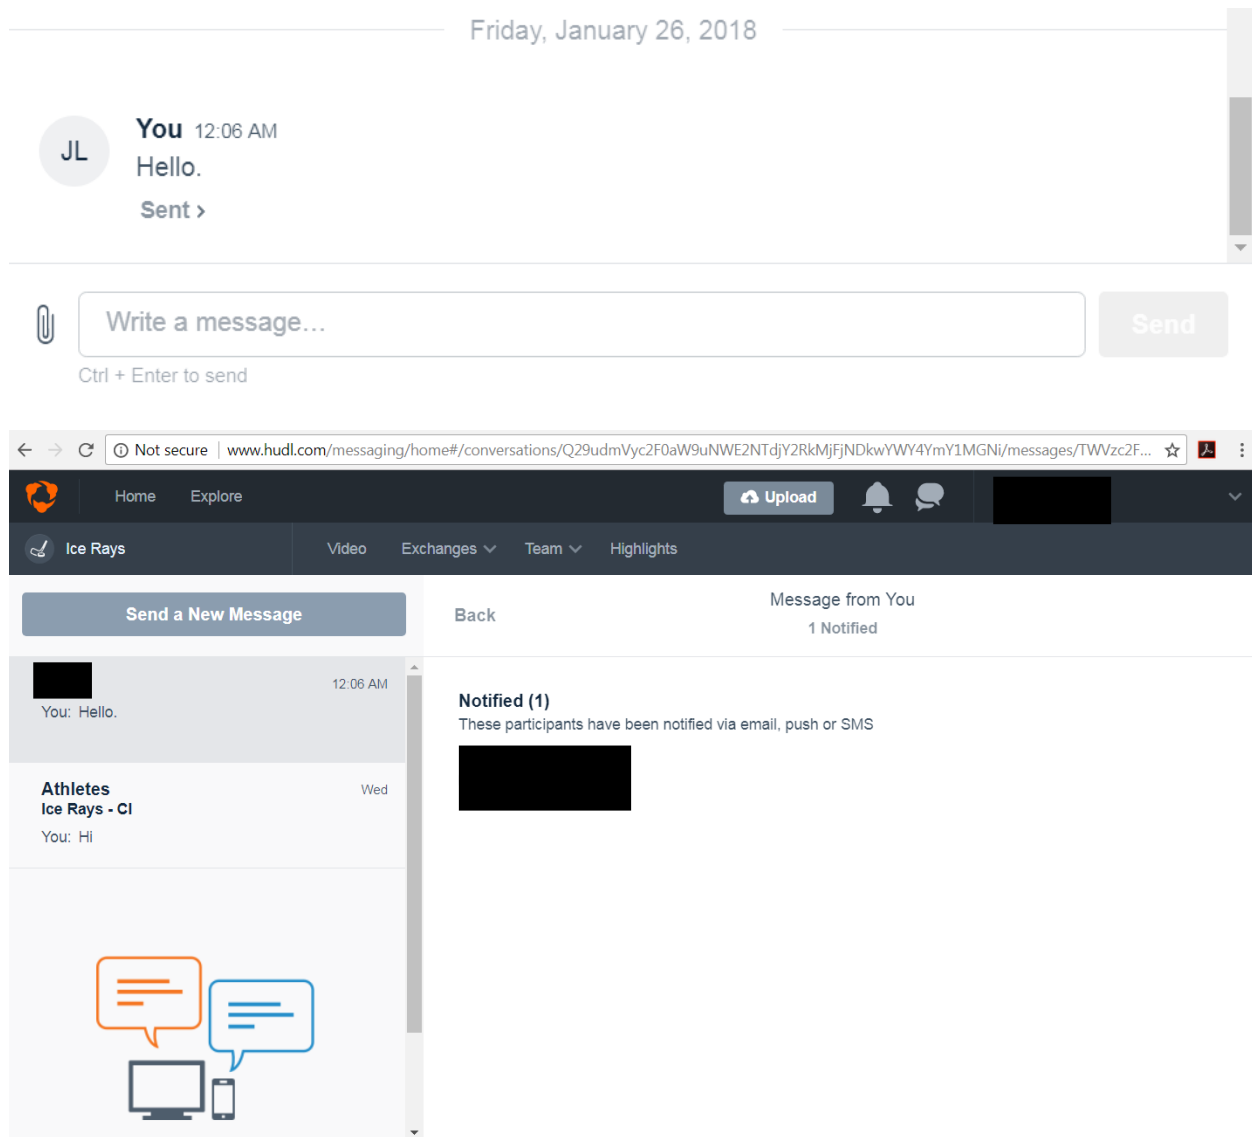 Friday, January 26, 2018
JL
You 12:06 AM
Hello.
Sent >
Write a message...
Send
Ctrl + Enter to send
Not secure | www.hudl.com/messaging/home#/conversations/Q29udmVyc2F0aW9uNWE2NTdjY2RkMjFjNDkwYWY4YmY1MGNi/messages/TWVzc2F...
Home Explore Upload
Ice Rays Video Exchanges Team Highlights
Send a New Message
Back
Message from You
1 Notified
12:06 AM
You: Hello.
Athletes Wed
Ice Rays - CI
You: Hi
Notified (1)
These participants have been notified via email, push or SMS